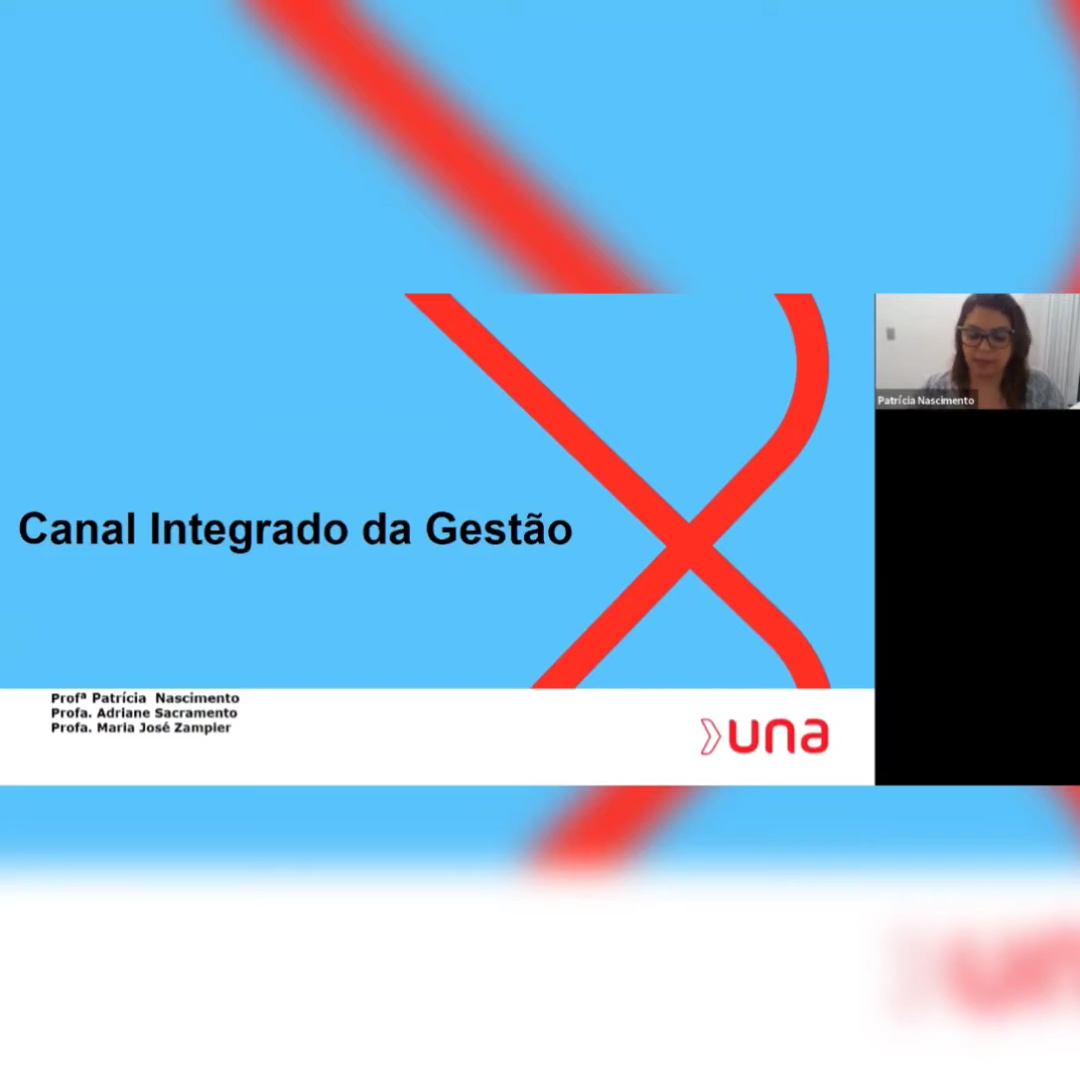 Patrícia Nascimento
Canal Integrado da Gestão
Profª Patrícia Nascimento
Profa. Adriane Sacramento
Profa. Maria José Zampier
una